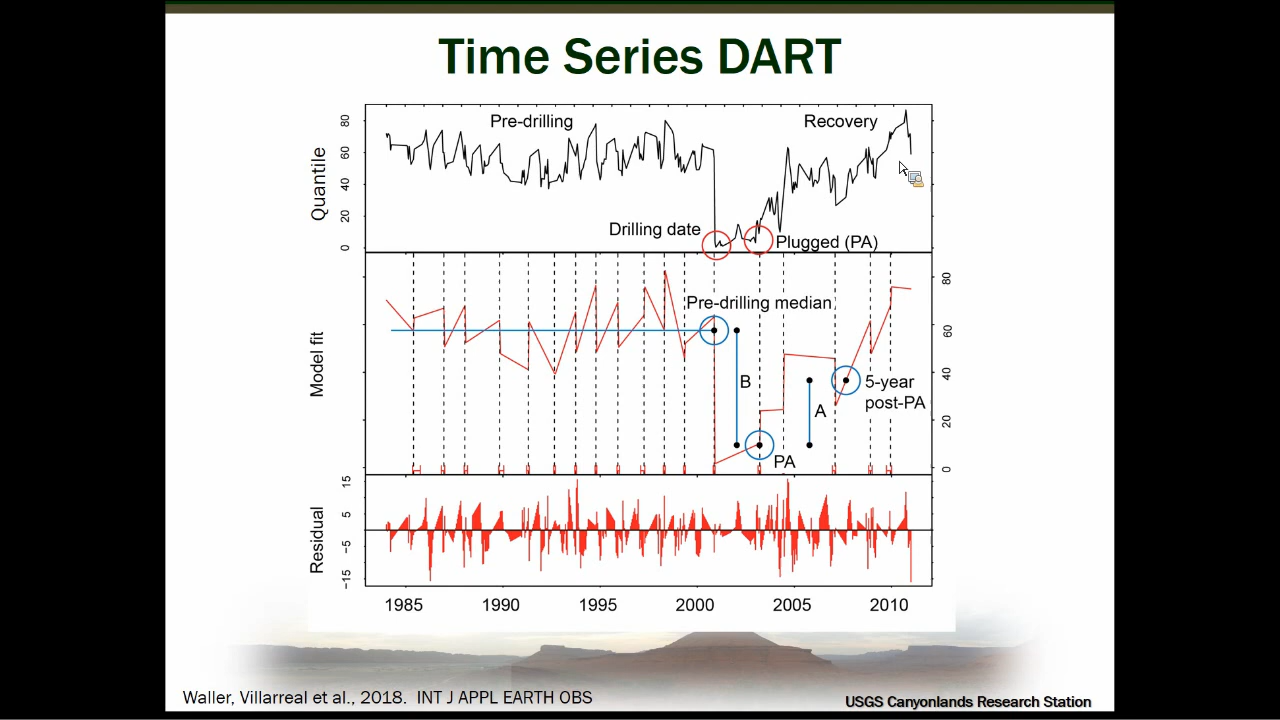 Time Series DART
Quantile
80
60
40
20
0
Pre-drilling
Recovery
Drilling date
Plugged (PA)
Model fit
80
60
40
20
0
Pre-drilling median
B
A
5-year
post-PA
PA
Residual
15
5
−5
−15
1985 1990 1995 2000 2005 2010
Waller, Villarreal et al., 2018. INT J APPL EARTH OBS
USGS Canyonlands Research Station